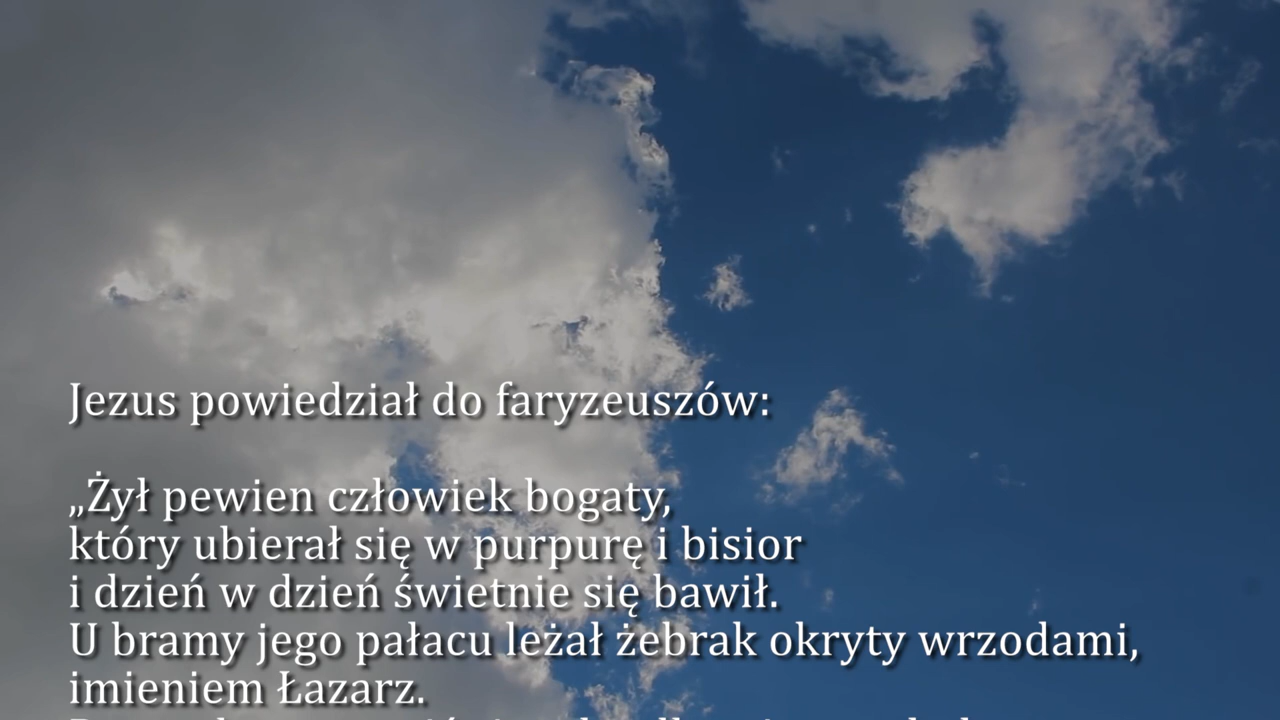 Jezus powiedział do faryzeuszów:
„Żył pewien człowiek bogaty,
który ubierał się w purpurę i bisior
i dzień w dzień świetnie się bawił.
U bramy jego pałacu leżał żebrak okryty wrzodami,
imieniem Łazarz.